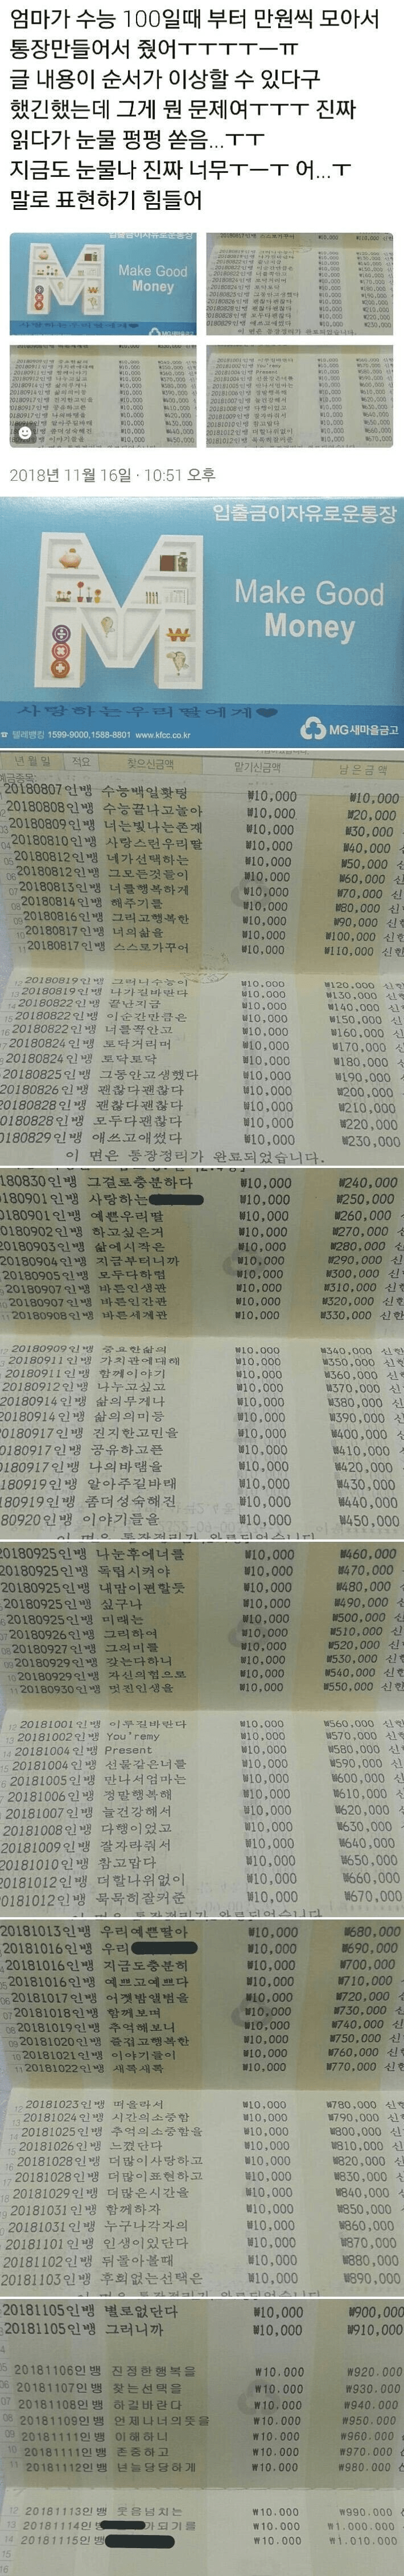 엄마가 수능 100일때 부터 만원씩 모아서
통장만들어서 줬어ㅜㅜㅜㅜㅡㅠ
글 내용이 순서가 이상할 수 있다구
했긴했는데 그게 뭔 문제여ㅜㅜㅜ 진짜
읽다가 눈물 펑펑 쏟음...ㅜㅜ
지금도 눈물나 진짜 너무ㅜㅡㅜ 어...ㅜ
말로 표현하기 힘들어
2018년 11월 16일 · 10:51 오후
입출금이자유로운통장
Make Good
Money
사랑하는우리딸에게❤
☎ 텔레뱅킹 1599-9000,1588-8801 www.kfcc.co.kr
MG새마을금고
년 월 일 적요 찾으신금액 맡기신금액 남은금액
20180807인뱅 수능백일화팅 ₩10,000 ₩10,000
20180808인뱅 수능끝나고놀아 ₩10,000 ₩20,000
20180809인뱅 너는빛나는존재 ₩10,000 ₩30,000
20180810인뱅 사랑스런우리딸 ₩10,000 ₩40,000
20180812인뱅 네가선택하는 ₩10,000 ₩50,000
20180812인뱅 그모든것들이 ₩10,000 ₩60,000
20180813인뱅 너를행복하게 ₩10,000 ₩70,000
20180814인뱅 해주기를 ₩10,000 ₩80,000
20180816인뱅 그리고행복한 ₩10,000 ₩90,000
20180817인뱅 너의삶을 ₩10,000 ₩100,000
20180817인뱅 스스로가꾸어 ₩10,000 ₩110,000
20180819인뱅 그러니수능이 ₩10,000 ₩120,000
20180819인뱅 나가길바란다 ₩10,000 ₩130,000
20180822인뱅 끝난지금 ₩10,000 ₩140,000
20180822인뱅 이순간만큼은 ₩10,000 ₩150,000
20180822인뱅 너를꼭안고 ₩10,000 ₩160,000
20180824인뱅 토닥거리며 ₩10,000 ₩170,000
20180824인뱅 토닥토닥 ₩10,000 ₩180,000
20180825인뱅 그동안고생했다 ₩10,000 ₩190,000
20180826인뱅 괜찮다괜찮다 ₩10,000 ₩200,000
20180828인뱅 괜찮다괜찮다 ₩10,000 ₩210,000
20180828인뱅 모두다괜찮다 ₩10,000 ₩220,000
0180829인뱅 애쓰고애썼다 ₩10,000 ₩230,000
이 면은 통장정리가 완료되었습니다.
180830인뱅 그걸로충분하다 ₩10,000 ₩240,000
180901인뱅 사랑하는 ₩10,000 ₩250,000
0180901인뱅 예쁜우리딸 ₩10,000 ₩260,000
20180902인뱅 하고싶은거 ₩10,000 ₩270,000
20180903인뱅 삶에시작은 ₩10,000 ₩280,000
20180904인뱅 지금부터니까 ₩10,000 ₩290,000
20180905인뱅 모두다하렴 ₩10,000 ₩300,000
20180907인뱅 바른인생관 ₩10,000 ₩310,000
20180907인뱅 바른인간관 ₩10,000 ₩320,000
20180908인뱅 바른세계관 ₩10,000 ₩330,000
20180909인뱅 중요한삶의 ₩10,000 ₩340,000
20180911인뱅 가치관에대해 ₩10,000 ₩350,000
20180911인뱅 함께이야기 ₩10,000 ₩360,000
20180912인뱅 나누고싶고 ₩10,000 ₩370,000
20180914인뱅 삶의무게나 ₩10,000 ₩380,000
20180914인뱅 삶의의미등 ₩10,000 ₩390,000
0180917인뱅 진지한고민을 ₩10,000 ₩400,000
0180917인뱅 공유하고픈 ₩10,000 ₩410,000
0180917인뱅 나의바램을 ₩10,000 ₩420,000
180919인뱅 알아주길바래 ₩10,000 ₩430,000
180919인뱅 좀더성숙해진 ₩10,000 ₩440,000
80920인뱅 이야기들을 ₩10,000 ₩450,000
20180925인뱅 나눈후에너를 ₩10,000 ₩460,000
20180925인뱅 독립시켜야 ₩10,000 ₩470,000
20180925인뱅 내맘이편할듯 ₩10,000 ₩480,000
20180925인뱅 싶구나 ₩10,000 ₩490,000
20180925인뱅 미래는 ₩10,000 ₩500,000
20180926인뱅 그리하여 ₩10,000 ₩510,000
20180927인뱅 그의미를 ₩10,000 ₩520,000
20180929인뱅 갖는다하니 ₩10,000 ₩530,000
20180929인뱅 자신의힘으로 ₩10,000 ₩540,000
20180930인뱅 멋진인생을 ₩10,000 ₩550,000
20181001인뱅 이루길바란다 ₩10,000 ₩560,000
20181002인뱅 You'remy ₩10,000 ₩570,000
20181004인뱅 Present ₩10,000 ₩580,000
20181004인뱅 선물같은너를 ₩10,000 ₩590,000
20181005인뱅 만나서엄마는 ₩10,000 ₩600,000
20181006인뱅 정말행복해 ₩10,000 ₩610,000
20181007인뱅 늘건강해서 ₩10,000 ₩620,000
20181008인뱅 다행이었고 ₩10,000 ₩630,000
20181009인뱅 잘자라줘서 ₩10,000 ₩640,000
20181010인뱅 참고맙다 ₩10,000 ₩650,000
20181012인뱅 더할나위없이 ₩10,000 ₩660,000
20181012인뱅 묵묵히잘커준 ₩10,000 ₩670,000
20181013인뱅 우리예쁜딸아 ₩10,000 ₩680,000
20181016인뱅 우리 ₩10,000 ₩690,000
20181016인뱅 지금도충분히 ₩10,000 ₩700,000
20181016인뱅 예쁘고예쁘다 ₩10,000 ₩710,000
20181017인뱅 어젯밤앨범을 ₩10,000 ₩720,000
20181018인뱅 함께보며 ₩10,000 ₩730,000
20181019인뱅 추억해보니 ₩10,000 ₩740,000
20181020인뱅 즐겁고행복한 ₩10,000 ₩750,000
20181021인뱅 이야기들이 ₩10,000 ₩760,000
20181022인뱅 새록새록 ₩10,000 ₩770,000
20181023인뱅 떠올라서 ₩10,000 ₩780,000
20181024인뱅 시간의소중함 ₩10,000 ₩790,000
20181025인뱅 추억의소중함을 ₩10,000 ₩800,000
20181026인뱅 느꼈단다 ₩10,000 ₩810,000
20181028인뱅 더많이사랑하고 ₩10,000 ₩820,000
20181028인뱅 더많이표현하고 ₩10,000 ₩830,000
20181029인뱅 더많은시간을 ₩10,000 ₩840,000
20181031인뱅 함께하자 ₩10,000 ₩850,000
20181031인뱅 누구나각자의 ₩10,000 ₩860,000
20181101인뱅 인생이있단다 ₩10,000 ₩870,000
20181102인뱅 뒤돌아볼때 ₩10,000 ₩880,000
20181103인뱅 후회없는선택은 ₩10,000 ₩890,000
20181105인뱅 별로없단다 ₩10,000 ₩900,000
20181105인뱅 그러니까 ₩10,000 ₩910,000
20181106인뱅 진정한행복을 ₩10,000 ₩920,000
20181107인뱅 찾는선택을 ₩10,000 ₩930,000
20181108인뱅 하길바란다 ₩10,000 ₩940,000
20181109인뱅 언제나너의뜻을 ₩10,000 ₩950,000
20181111인뱅 이해하니 ₩10,000 ₩960,000
20181111인뱅 존중하고 ₩10,000 ₩970,000
20181112인뱅 넌늘당당하게 ₩10,000 ₩980,000
20181113인뱅 웃음넘치는 ₩10,000 ₩990,000
20181114인뱅 가되기를 ₩10,000 ₩1,000,000
20181115인뱅 ₩10,000 ₩1,010,000